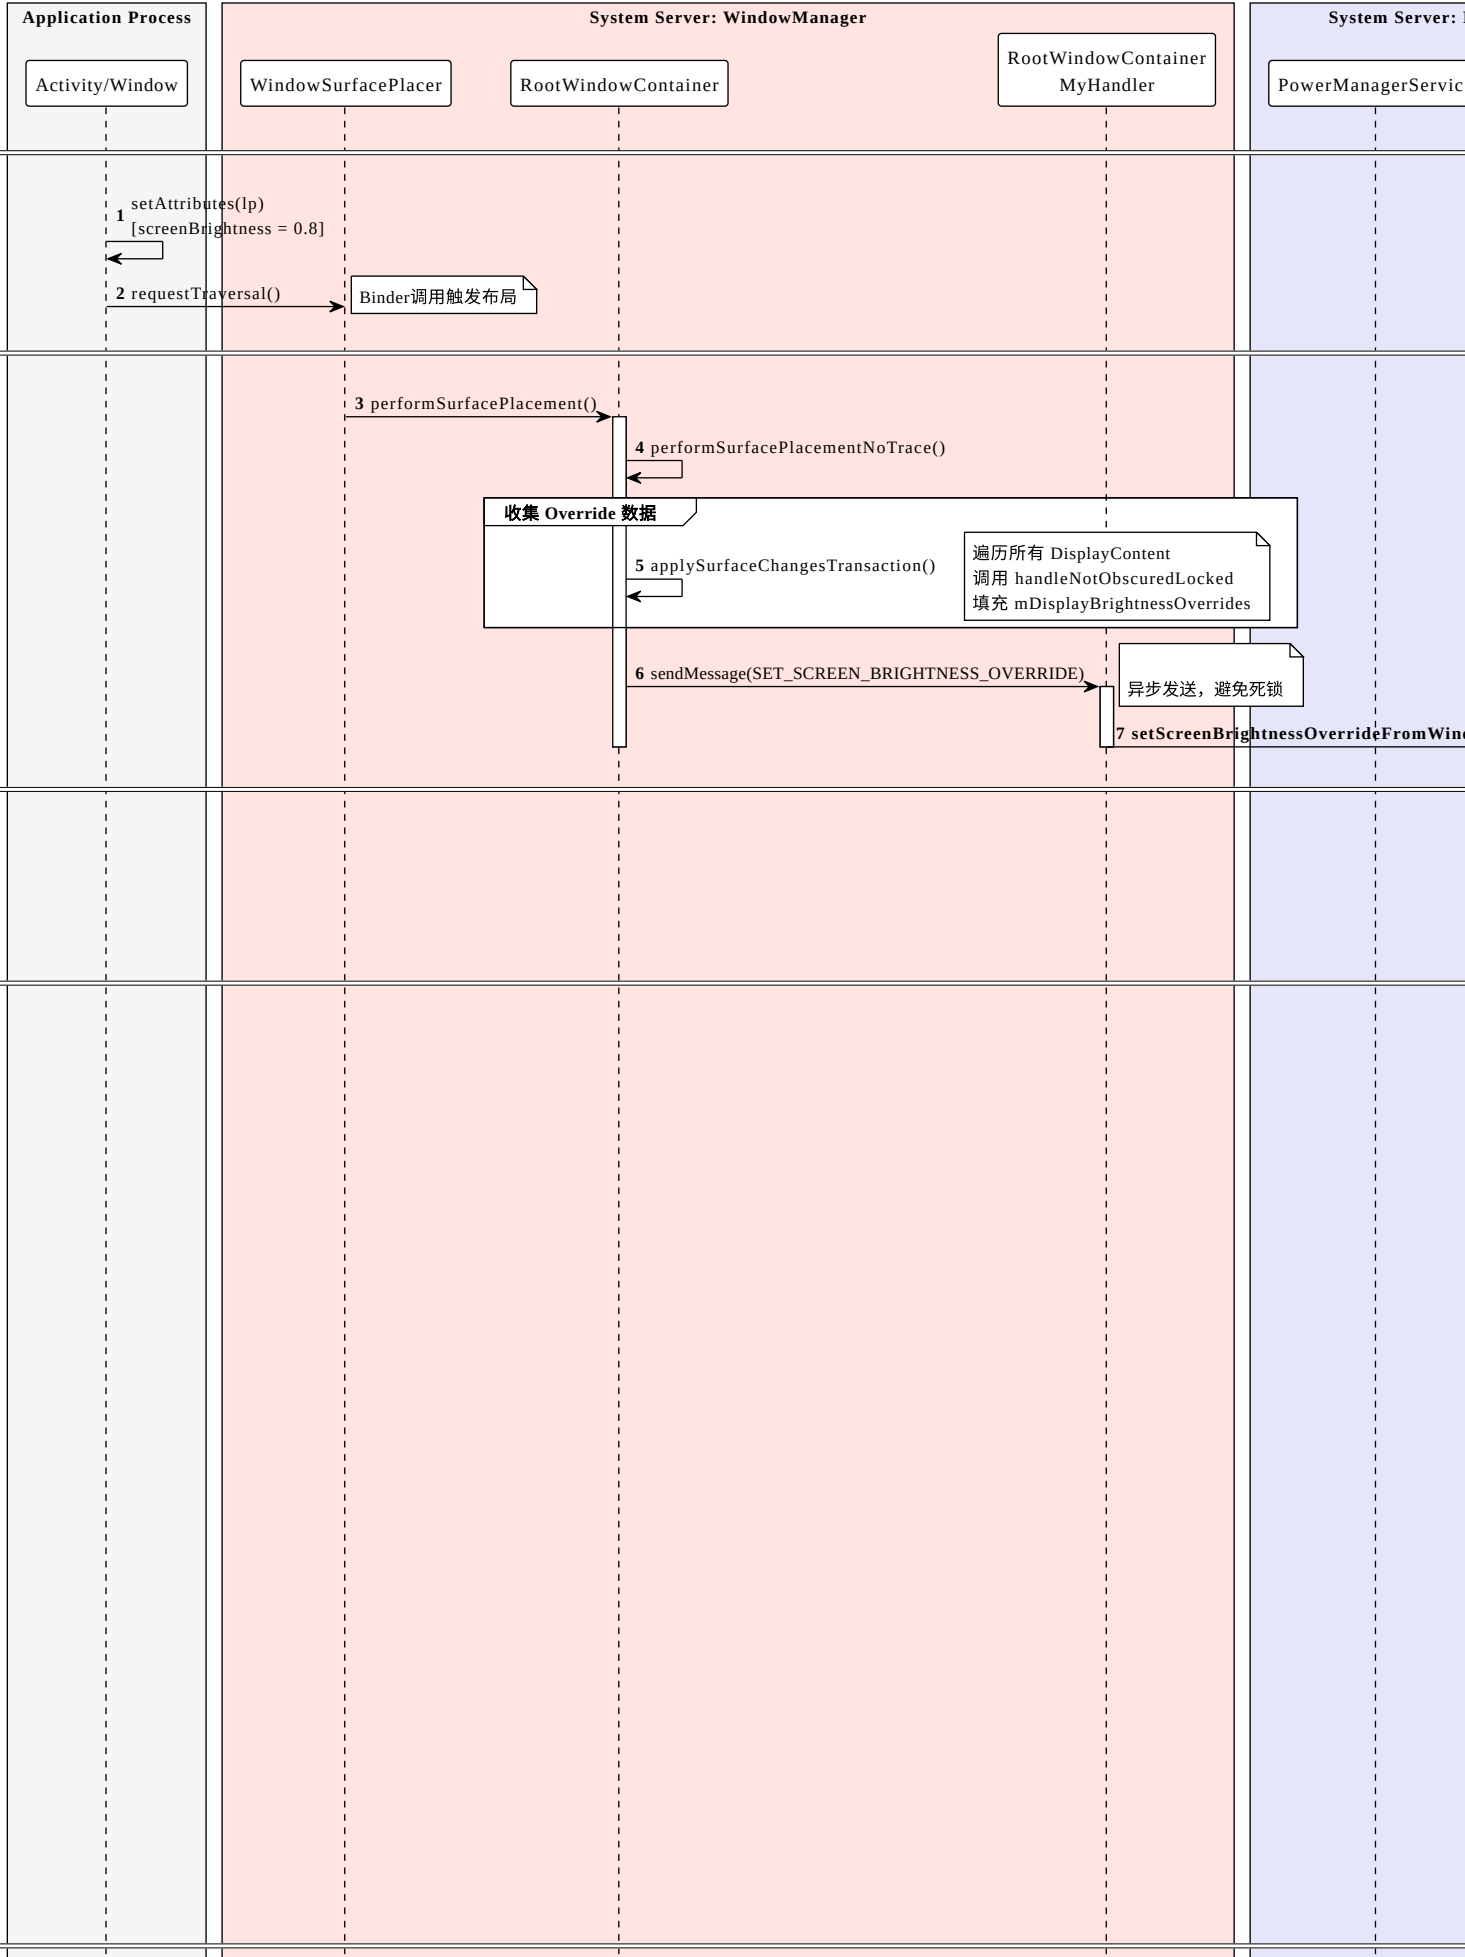 Application Process
System Server: WindowManager
System Server:
Activity/Window
WindowSurfacePlacer
RootWindowContainer
RootWindowContainer
MyHandler
PowerManagerServic
1 setAttributes(lp)
[screenBrightness = 0.8]
2 requestTraversal()
Binder调用触发布局
3 performSurfacePlacement()
4 performSurfacePlacementNoTrace()
收集 Override 数据
5 applySurfaceChangesTransaction()
遍历所有 DisplayContent
调用 handleNotObscuredLocked
填充 mDisplayBrightnessOverrides
6 sendMessage(SET_SCREEN_BRIGHTNESS_OVERRIDE)
异步发送，避免死锁
7 setScreenBrightnessOverrideFromWin